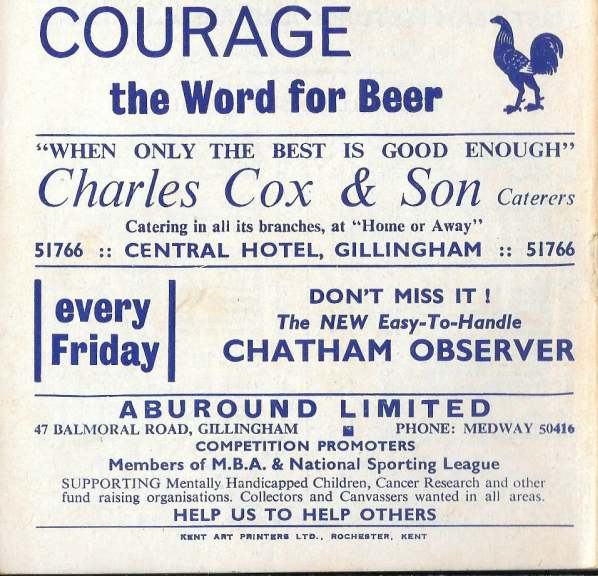 COURAGE
the Word for Beer
"WHEN ONLY THE BEST IS GOOD ENOUGH"
Charles Cox & Son Caterers
Catering in all its branches, at "Home or Away"
51766 :: CENTRAL HOTEL, GILLINGHAM :: 51766
every
Friday
DON'T MISS IT !
The NEW Easy-To-Handle
CHATHAM OBSERVER
ABUROUND LIMITED
47 BALMORAL ROAD, GILLINGHAM PHONE: MEDWAY 50416
COMPETITION PROMOTERS
Members of M.B.A. & National Sporting League
SUPPORTING Mentally Handicapped Children, Cancer Research and other
fund raising organisations. Collectors and Canvassers wanted in all areas.
HELP US TO HELP OTHERS
KENT ART PRINTERS LTD., ROCHESTER, KENT